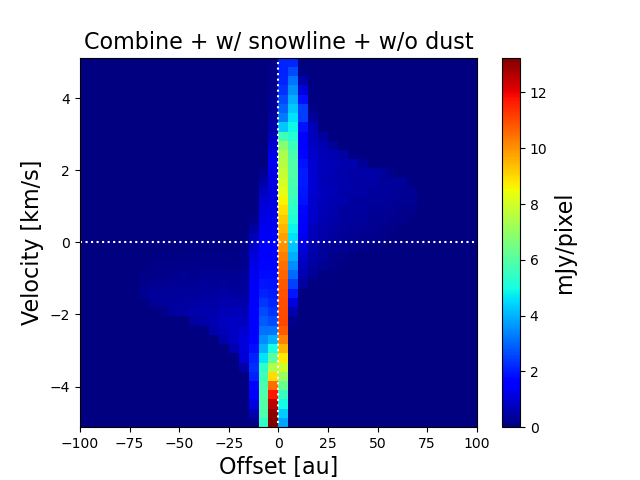 Combine + w/ snowline + w/o dust
Velocity [km/s]
4
2
0
−2
−4
−100 −75 −50 −25 0 25 50 75 100
Offset [au]
12
10
8
6
4
2
0
mJy/pixel